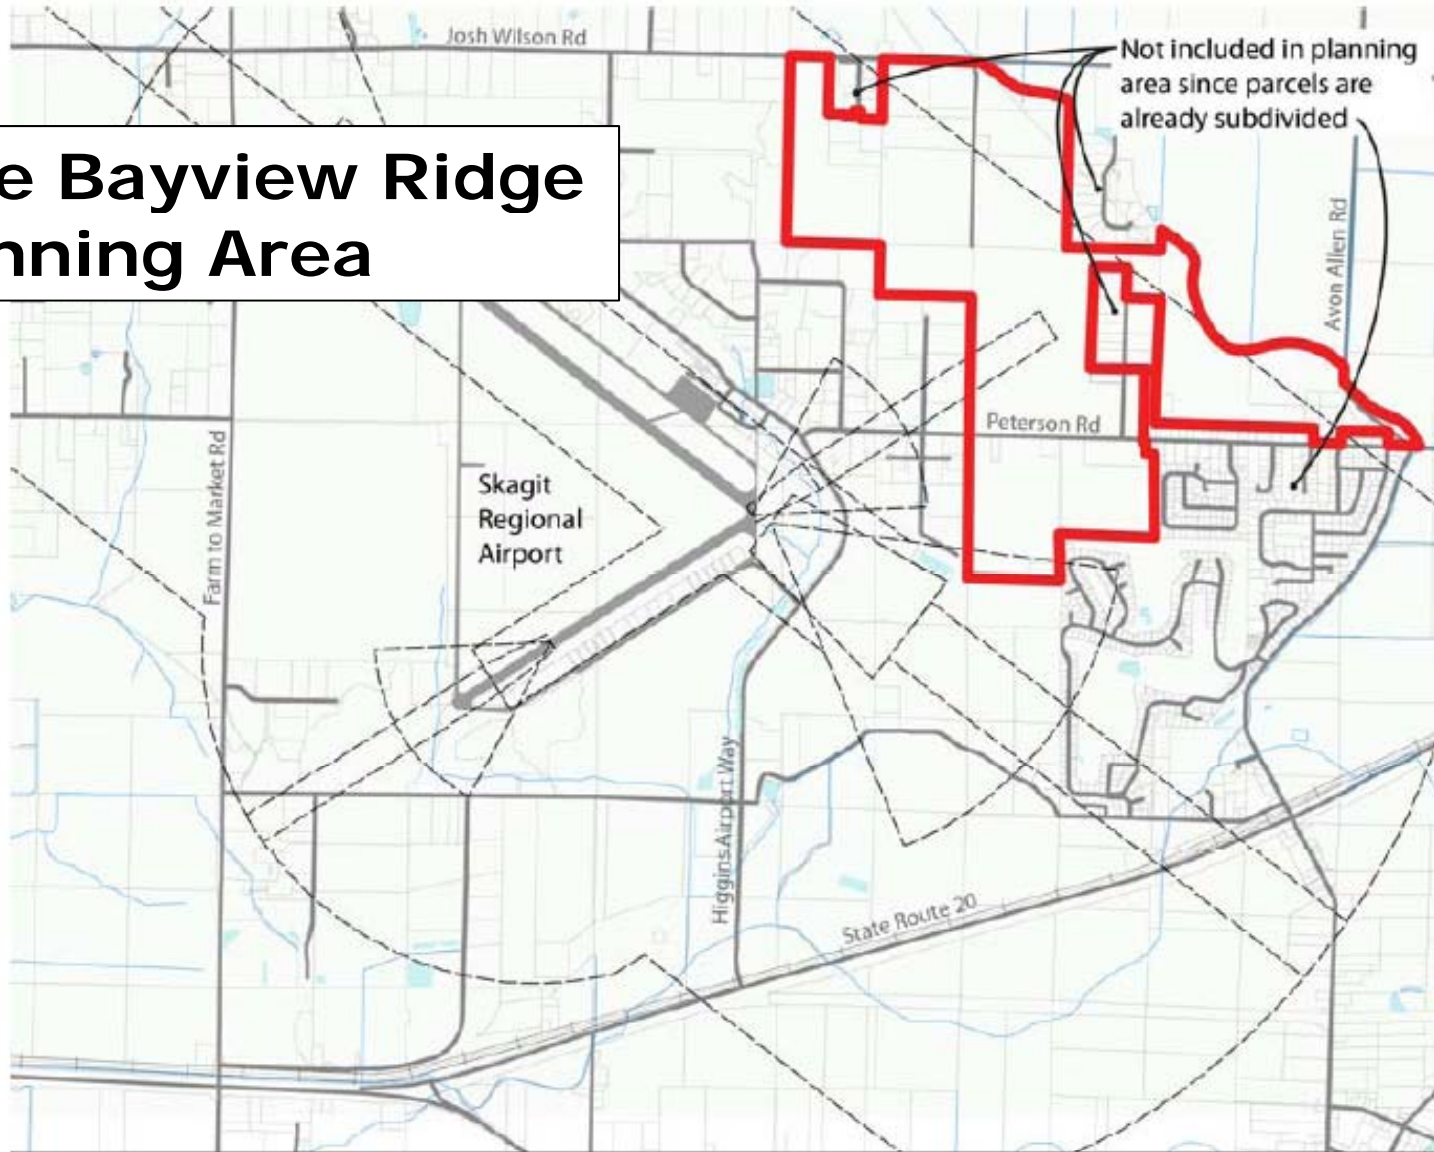 Josh Wilson Rd
Not included in planning
area since parcels are
already subdivided
e Bayview Ridge
nning Area
Avon Allen Rd
Peterson Rd
Farm to Market Rd
Skagit
Regional
Airport
Higgins Airport Way
State Route 20